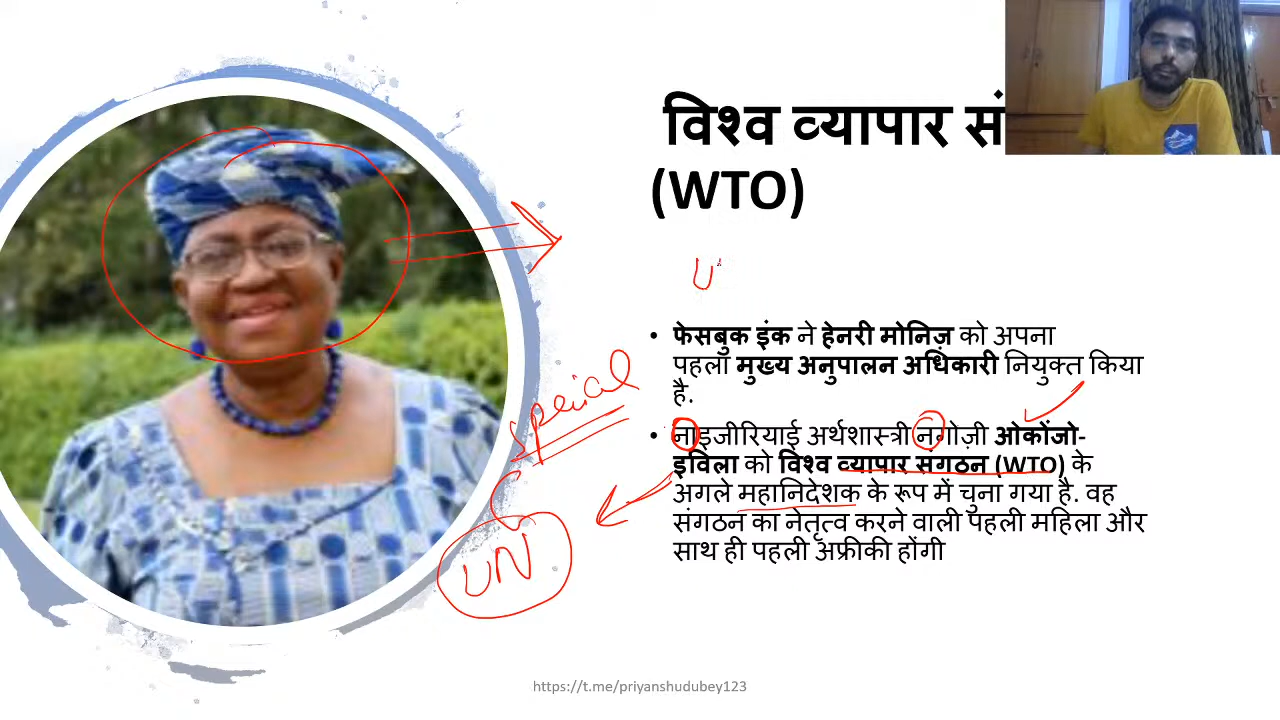 विश्व व्यापार
(WTO)
U
• फेसबुक इंक ने हेनरी मोनिज़ को अपना
पहला मुख्य अनुपालन अधिकारी नियुक्त किया
है.
• नाइजीरियाई अर्थशास्त्री नगोज़ी ओकोंजो-
इविला को विश्व व्यापार संगठन (WTO) के
अगले महानिदेशक के रूप में चुना गया है. वह
संगठन का नेतृत्व करने वाली पहली महिला और
साथ ही पहली अफ्रीकी होंगी
Special
UN
https://t.me/priyanshudubey123